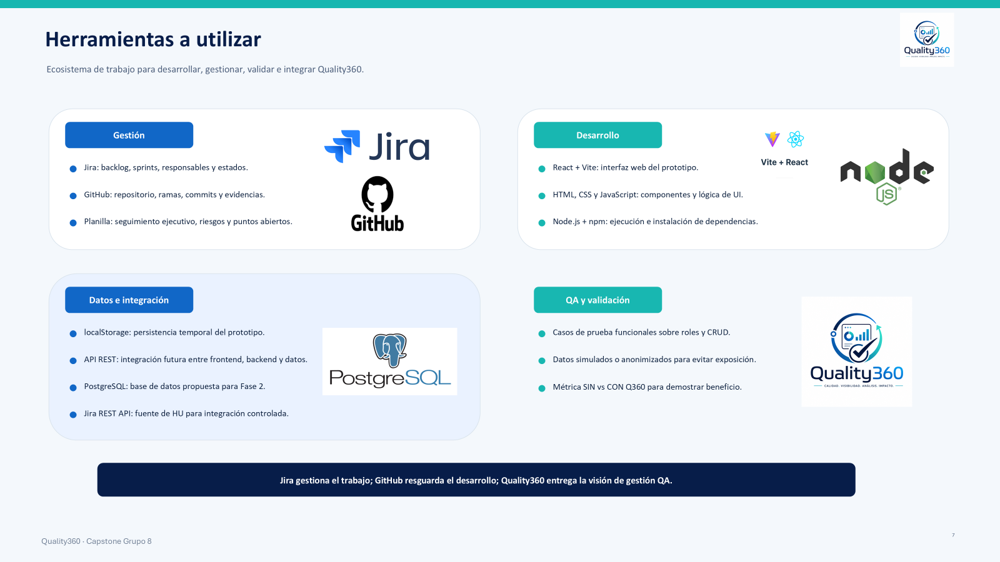 Herramientas a utilizar
Quality360
Ecosistema de trabajo para desarrollar, gestionar, validar e integrar Quality360.
Gestión
Jira: backlog, sprints, responsables y estados.
GitHub: repositorio, ramas, commits y evidencias.
Planilla: seguimiento ejecutivo, riesgos y puntos abiertos.
Jira
GitHub
Desarrollo
React + Vite: interfaz web del prototipo.
HTML, CSS y JavaScript: componentes y lógica de UI.
Node.js + npm: ejecución e instalación de dependencias.
Vite + React
node
JS®
Datos e integración
localStorage: persistencia temporal del prototipo.
API REST: integración futura entre frontend, backend y datos.
PostgreSQL: base de datos propuesta para Fase 2.
Jira REST API: fuente de HU para integración controlada.
PostgreSQL
QA y validación
Casos de prueba funcionales sobre roles y CRUD.
Datos simulados o anonimizados para evitar exposición.
Métrica SIN vs CON Q360 para demostrar beneficio.
Quality360
CALIDAD. VISIBILIDAD. ANÁLISIS. IMPACTO.
Jira gestiona el trabajo; GitHub resguarda el desarrollo; Quality360 entrega la visión de gestión QA.
Quality360 · Capstone Grupo 8
7